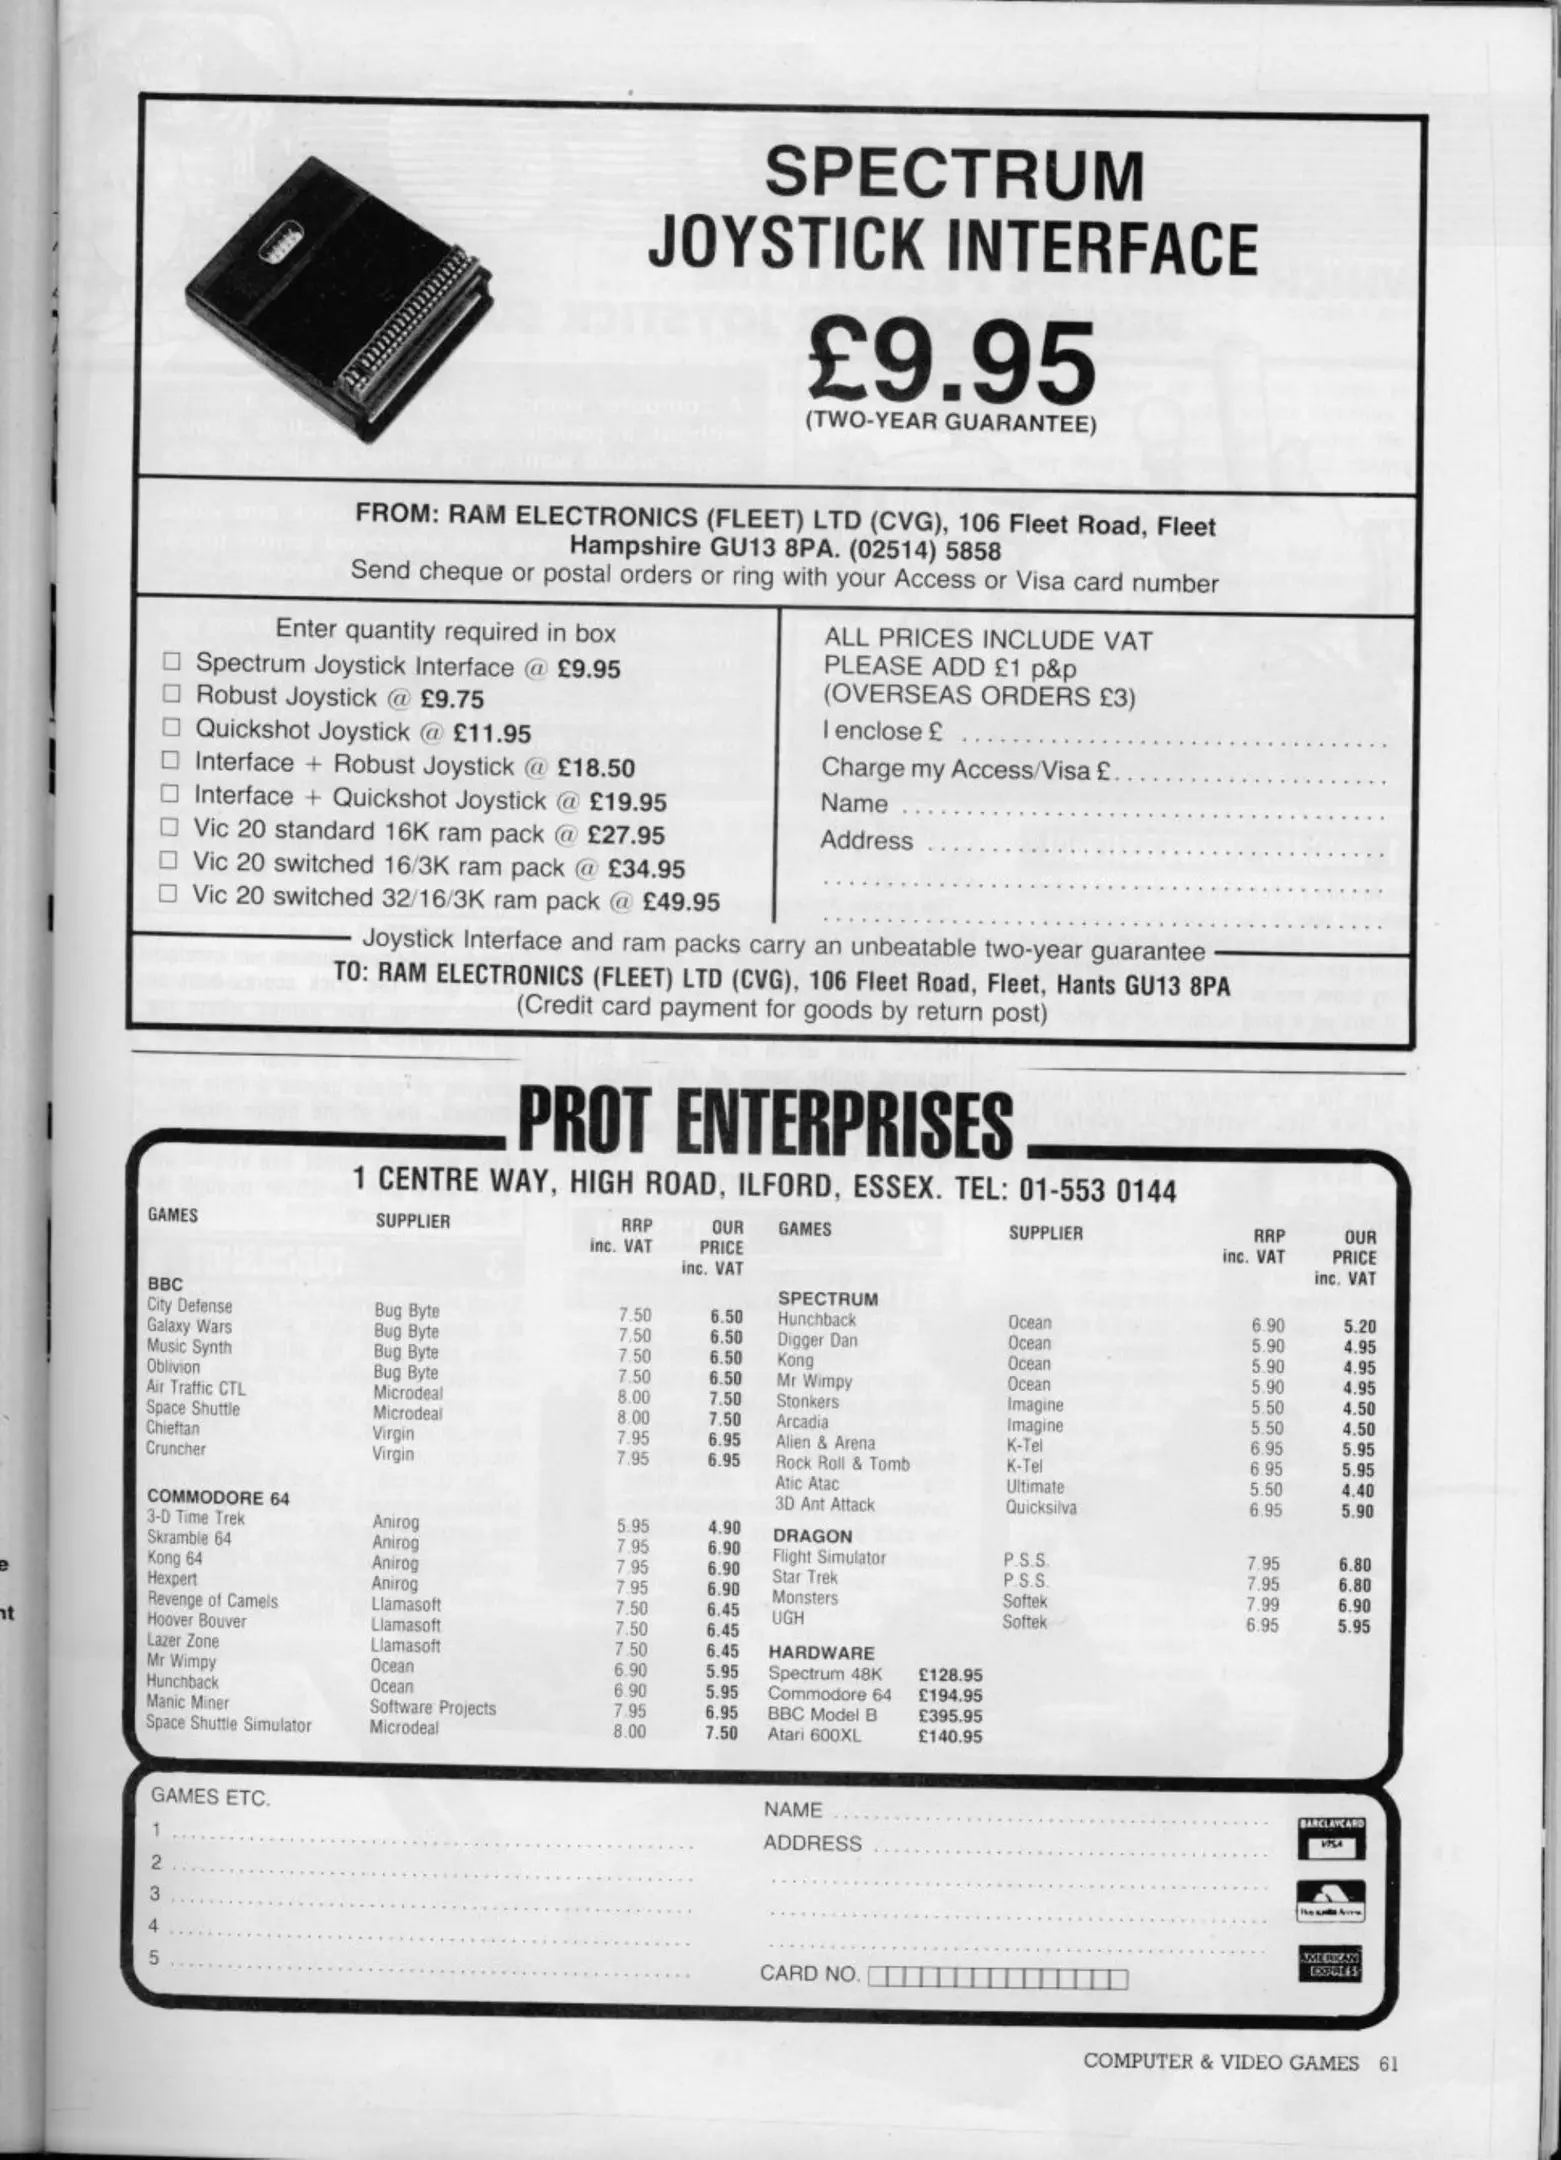 SPECTRUM
JOYSTICK INTERFACE
£9.95
(TWO-YEAR GUARANTEE)
FROM: RAM ELECTRONICS (FLEET) LTD (CVG), 106 Fleet Road, Fleet
Hampshire GU13 8PA. (02514) 5858
Send cheque or postal orders or ring with your Access or Visa card number
Enter quantity required in box
☐ Spectrum Joystick Interface @ £9.95
☐ Robust Joystick @ £9.75
☐ Quickshot Joystick @ £11.95
☐ Interface + Robust Joystick @ £18.50
☐ Interface + Quickshot Joystick @ £19.95
☐ Vic 20 standard 16K ram pack @ £27.95
☐ Vic 20 switched 16/3K ram pack @ £34.95
☐ Vic 20 switched 32/16/3K ram pack @ £49.95
ALL PRICES INCLUDE VAT
PLEASE ADD £1 p&p
(OVERSEAS ORDERS £3)
I enclose £
Charge my Access/Visa £
Name
Address
Joystick Interface and ram packs carry an unbeatable two-year guarantee
TO: RAM ELECTRONICS (FLEET) LTD (CVG), 106 Fleet Road, Fleet, Hants GU13 8PA
(Credit card payment for goods by return post)
PROT ENTERPRISES
1 CENTRE WAY, HIGH ROAD, ILFORD, ESSEX. TEL: 01-553 0144
GAMES SUPPLIER RRP inc. VAT OUR PRICE inc. VAT
BBC
City Defense Bug Byte 7.50 6.50
Galaxy Wars Bug Byte 7.50 6.50
Music Synth Bug Byte 7.50 6.50
Oblivion Bug Byte 7.50 6.50
Air Traffic CTL Microdeal 8.00 7.50
Space Shuttle Microdeal 8.00 7.50
Chieftan Virgin 7.95 6.95
Cruncher Virgin 7.95 6.95
COMMODORE 64
3-D Time Trek Anirog 5.95 4.90
Skramble 64 Anirog 7.95 6.90
Kong 64 Anirog 7.95 6.90
Hexpert Anirog 7.95 6.90
Revenge of Camels Llamasoft 7.50 6.45
Hoover Bouver Llamasoft 7.50 6.45
Lazer Zone Llamasoft 7.50 6.45
Mr Wimpy Ocean 6.90 5.95
Hunchback Ocean 6.90 5.95
Manic Miner Software Projects 7.95 6.95
Space Shuttle Simulator Microdeal 8.00 7.50
GAMES SUPPLIER RRP inc. VAT OUR PRICE inc. VAT
SPECTRUM
Hunchback Ocean 6.90 5.20
Digger Dan Ocean 5.90 4.95
Kong Ocean 5.90 4.95
Mr Wimpy Ocean 5.90 4.95
Stonkers Imagine 5.50 4.50
Arcadia Imagine 5.50 4.50
Alien & Arena K-Tel 6.95 5.95
Rock Roll & Tomb K-Tel 6.95 5.95
Atic Atac Ultimate 5.50 4.40
3D Ant Attack Quicksilva 6.95 5.90
DRAGON
Flight Simulator P.S.S. 7.95 6.80
Star Trek P.S.S. 7.95 6.80
Monsters Softek 7.99 6.90
UGH Softek 6.95 5.95
HARDWARE
Spectrum 48K £128.95
Commodore 64 £194.95
BBC Model B £395.95
Atari 600XL £140.95
GAMES ETC.
1
2
3
4
5
NAME
ADDRESS
CARD NO.
BARCLAYCARD
VISA
AMERICAN
EXPRESS
COMPUTER & VIDEO GAMES 61